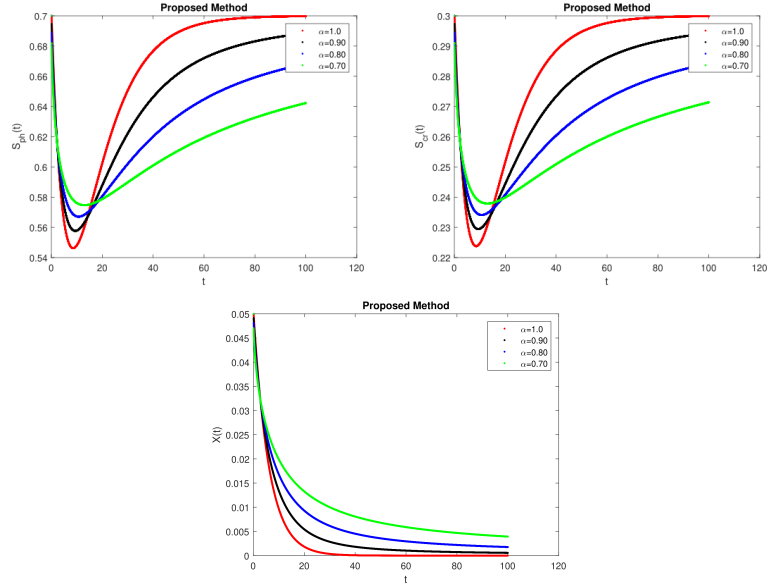 Proposed Method
0.7
0.68
0.66
0.64
0.62
0.6
0.58
0.56
0.54
S_ph(t)
0 20 40 60 80 100 120
t
α=1.0
α=0.90
α=0.80
α=0.70
Proposed Method
0.3
0.29
0.28
0.27
0.26
0.25
0.24
0.23
0.22
S_cr(t)
0 20 40 60 80 100 120
t
α=1.0
α=0.90
α=0.80
α=0.70
Proposed Method
0.05
0.045
0.04
0.035
0.03
0.025
0.02
0.015
0.01
0.005
0
X(t)
0 20 40 60 80 100 120
t
α=1.0
α=0.90
α=0.80
α=0.70